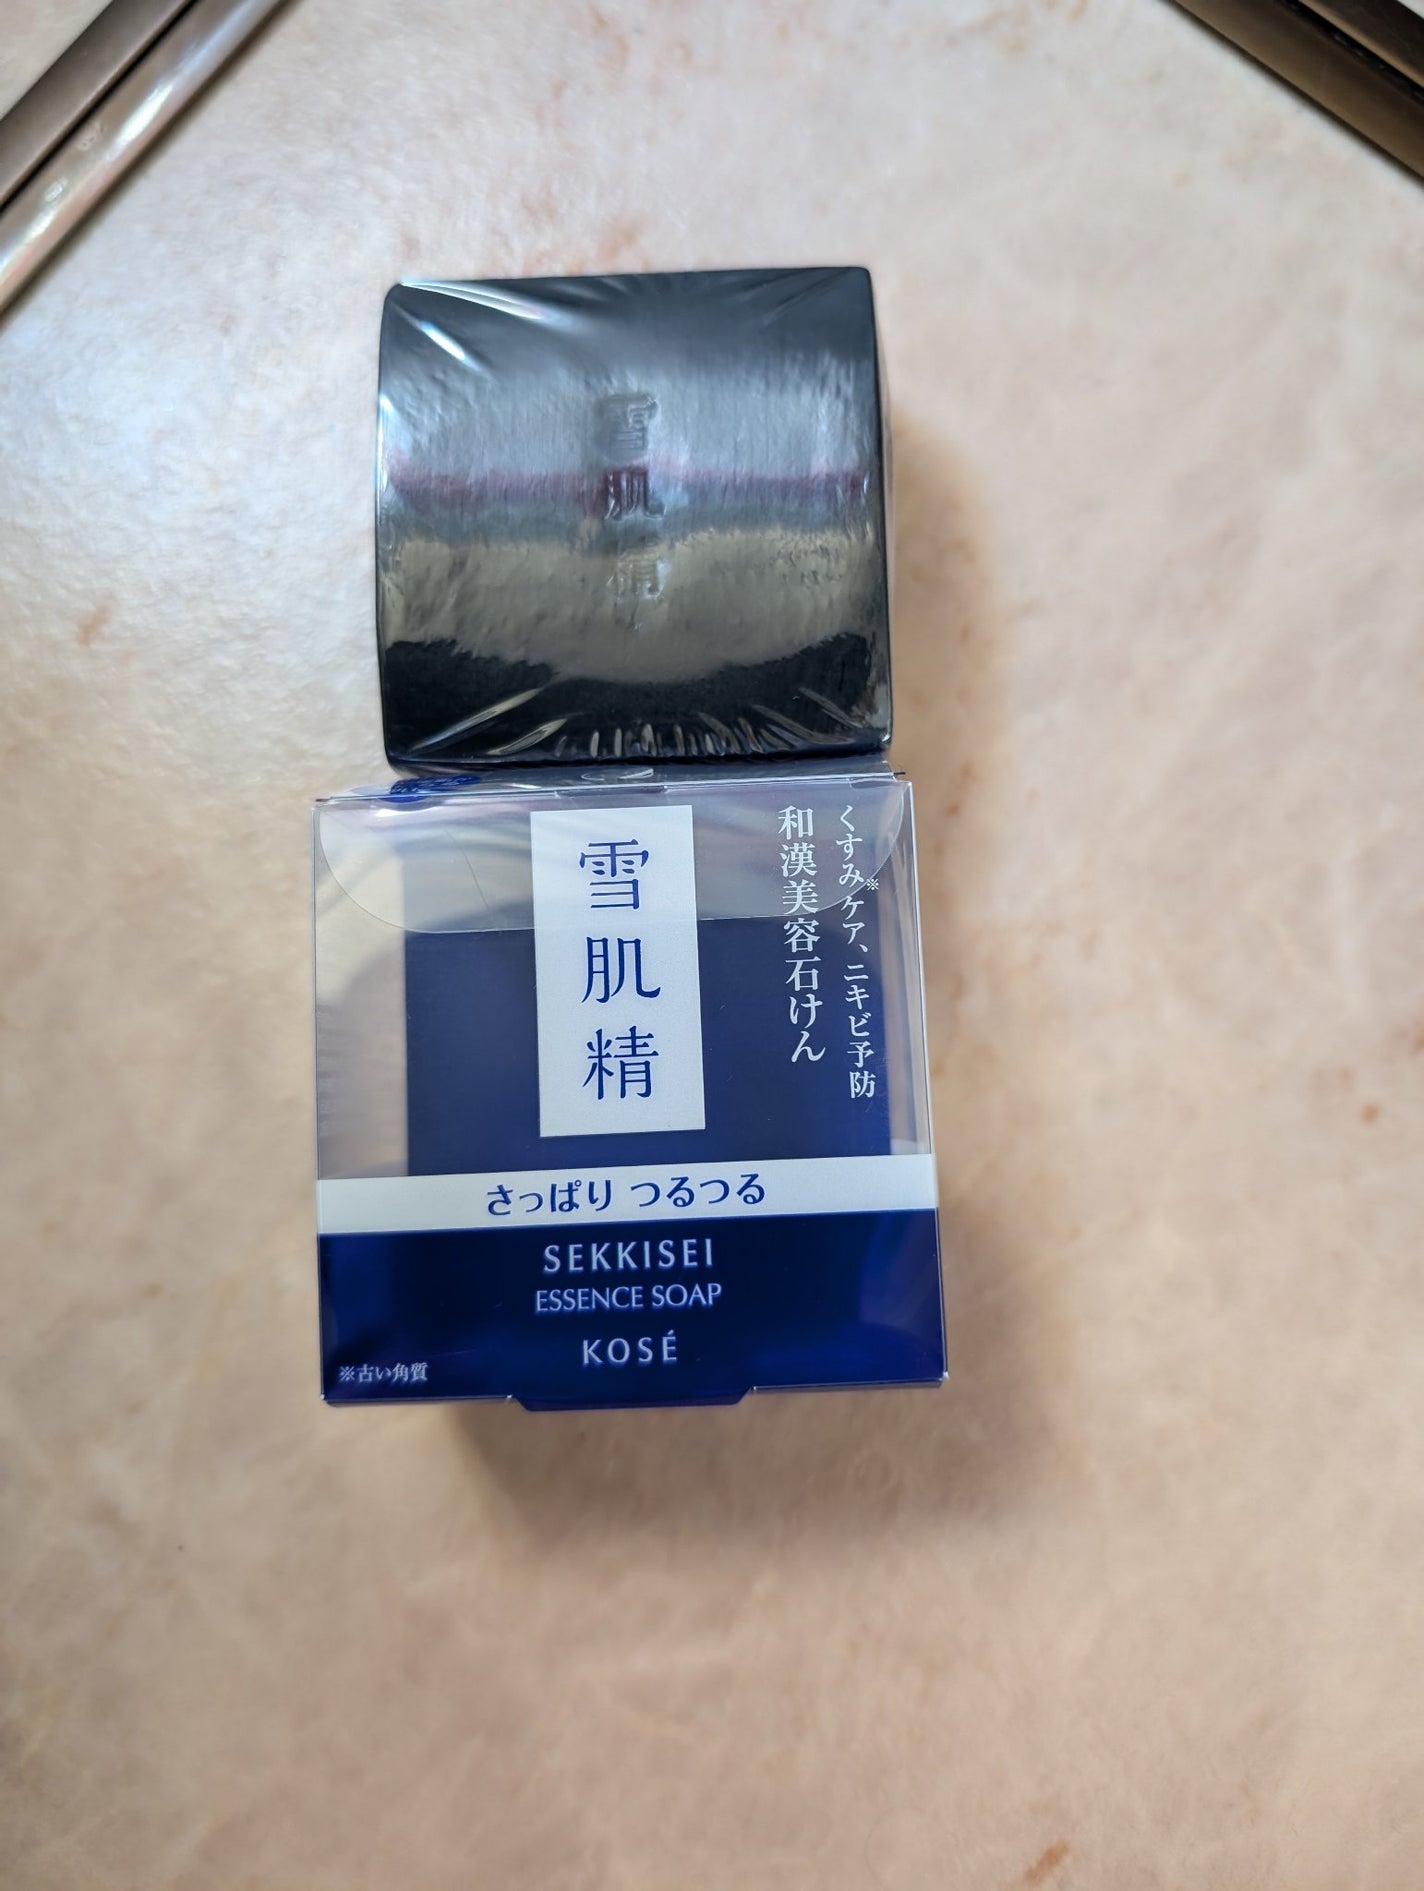 雪肌精
くすみ※ケア、ニキビ予防
和漢美容石けん
雪肌精
さっぱり つるつる
SEKKISEI
ESSENCE SOAP
KOSÉ
※古い角質